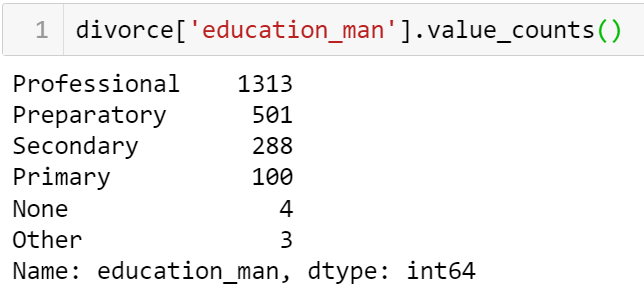 1 divorce['education_man'].value_counts()
Professional    1313
Preparatory      501
Secondary        288
Primary          100
None               4
Other              3
Name: education_man, dtype: int64